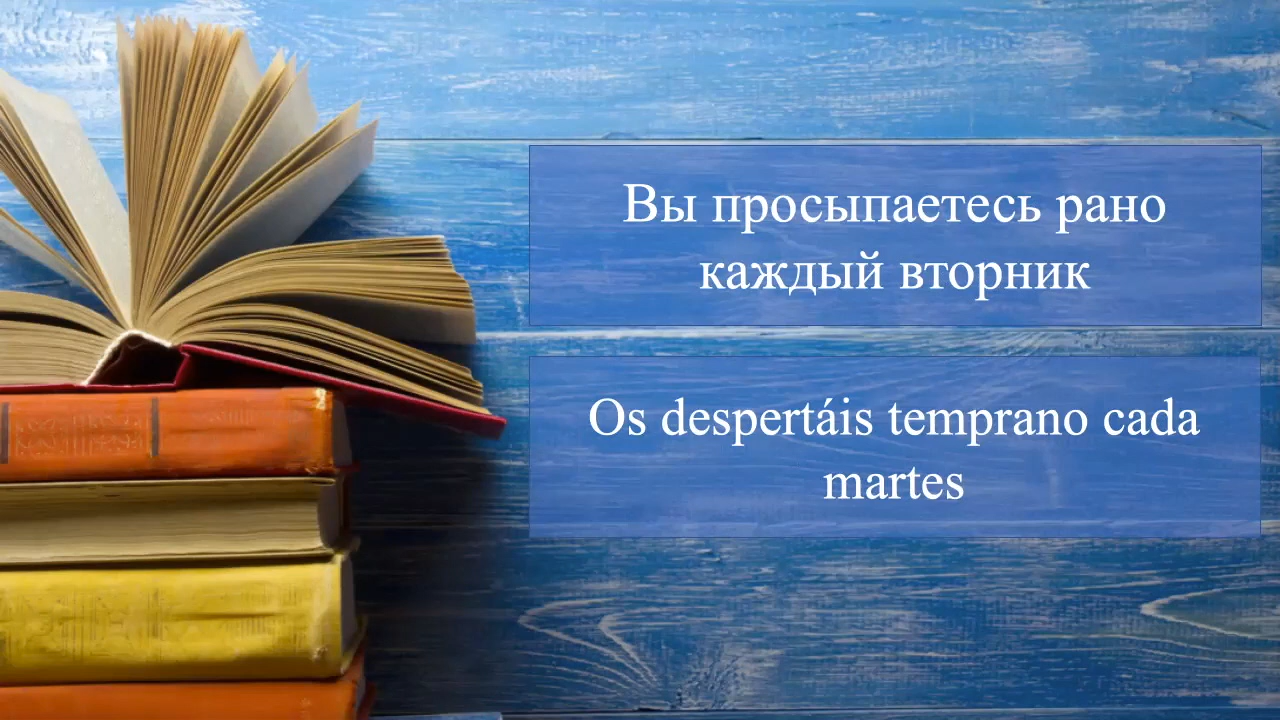 Вы просыпаетесь рано
каждый вторник
Os despertáis temprano cada
martes